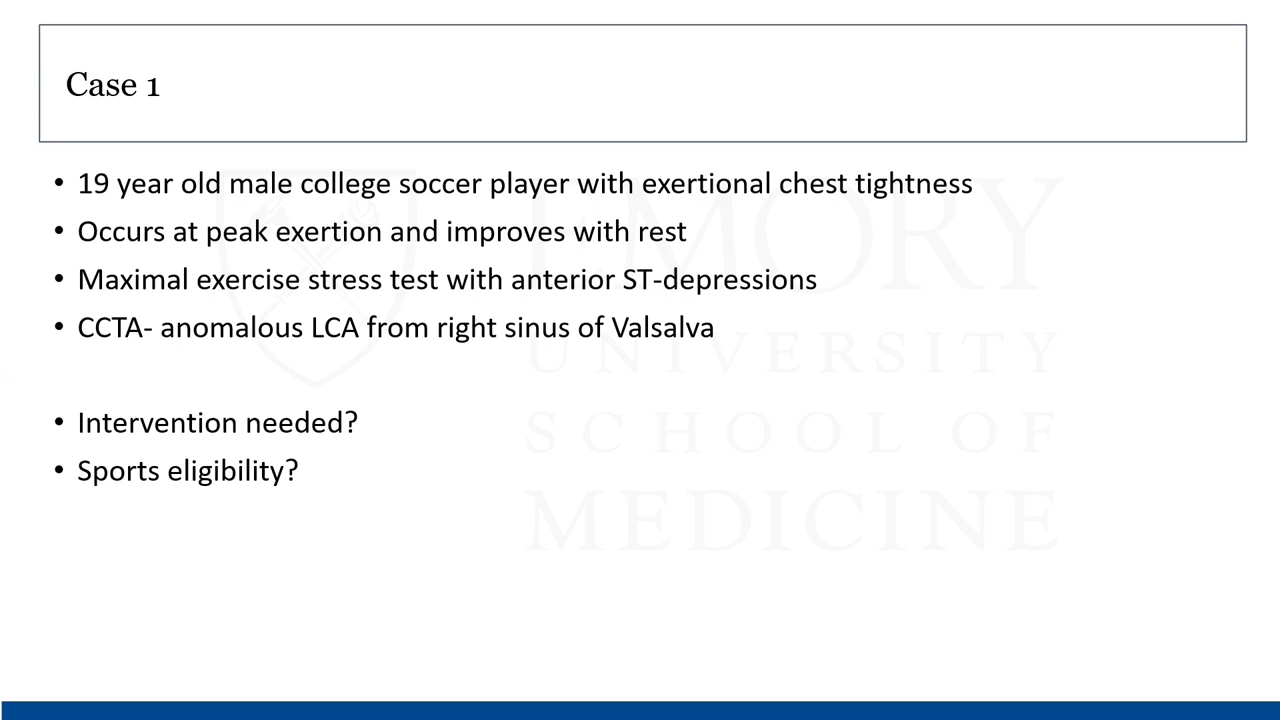 Case 1
• 19 year old male college soccer player with exertional chest tightness
• Occurs at peak exertion and improves with rest
• Maximal exercise stress test with anterior ST-depressions
• CCTA- anomalous LCA from right sinus of Valsalva
• Intervention needed?
• Sports eligibility?
EMORY
UNIVERSITY
SCHOOL OF
MEDICINE